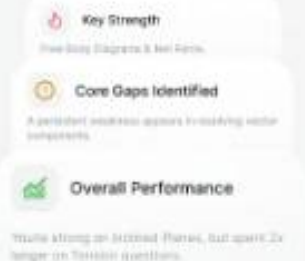 Key Strength
Free Body Diagrams & Net Force.
Core Gaps Identified
A persistent weakness appears in resolving vector
components.
Overall Performance
You're strong on Inclined Planes, but spent 2x
longer on Tension questions.